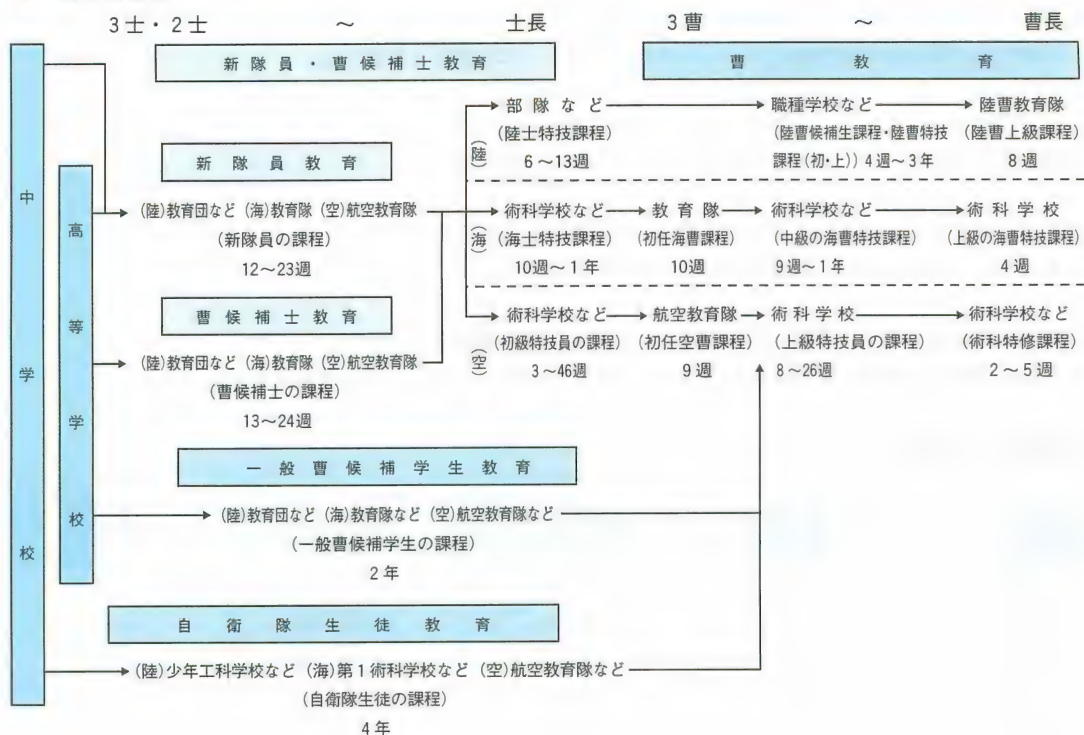 3士・2士 ～ 士長 3曹 ～ 曹長
新隊員・曹候補士教育 曹教育
中学校
高等学校
新隊員教育
(陸)教育団など (海)教育隊 (空)航空教育隊
(新隊員の課程)
12～23週
曹候補士教育
(陸)教育団など (海)教育隊 (空)航空教育隊
(曹候補士の課程)
13～24週
(陸)
部隊など 職種学校など 陸曹教育隊
(陸士特技課程) (陸曹候補生課程・陸曹特技 (陸曹上級課程)
6～13週 課程(初・上)) 4週～3年 8週
(海)
術科学校など 教育隊 術科学校など 術科学校
(海士特技課程) (初任海曹課程) (中級の海曹特技課程) (上級の海曹特技課程)
10週～1年 10週 9週～1年 4週
(空)
術科学校など 航空教育隊 術科学校 術科学校など
(初級特技員の課程) (初任空曹課程) (上級特技員の課程) (術科特修課程)
3～46週 9週 8～26週 2～5週
一般曹候補学生教育
(陸)教育団など (海)教育隊など (空)航空教育隊など
(一般曹候補学生の課程)
2年
自衛隊生徒教育
(陸)少年工科学校など (海)第1術科学校など (空)航空教育隊など
(自衛隊生徒の課程)
4年